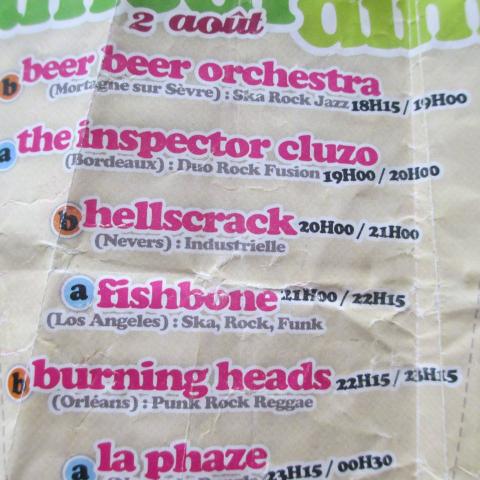 2 août
b beer beer orchestra
(Mortagne sur Sèvre) : Ska Rock Jazz 18H15 / 19H00
a the inspector cluzo
(Bordeaux) : Duo Rock Fusion 19H00 / 20H00
b hellscrack 20H00 / 21H00
(Nevers) : Industrielle
a fishbone 21H00 / 22H15
(Los Angeles) : Ska, Rock, Funk
b burning heads 22H15 / 23H15
(Orléans) : Punk Rock Reggae
a la phaze 23H15 / 00H30